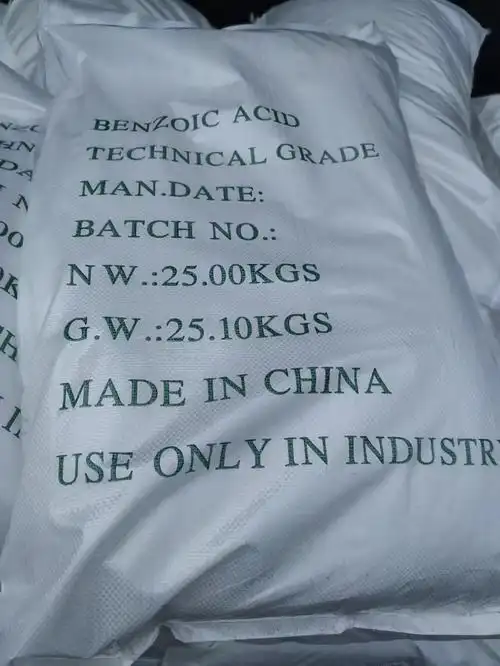 BENZOIC ACID
TECHNICAL GRADE
MAN.DATE:
BATCH NO.:
N W.:25.00KGS
G.W.:25.10KGS
MADE IN CHINA
USE ONLY IN INDUSTR